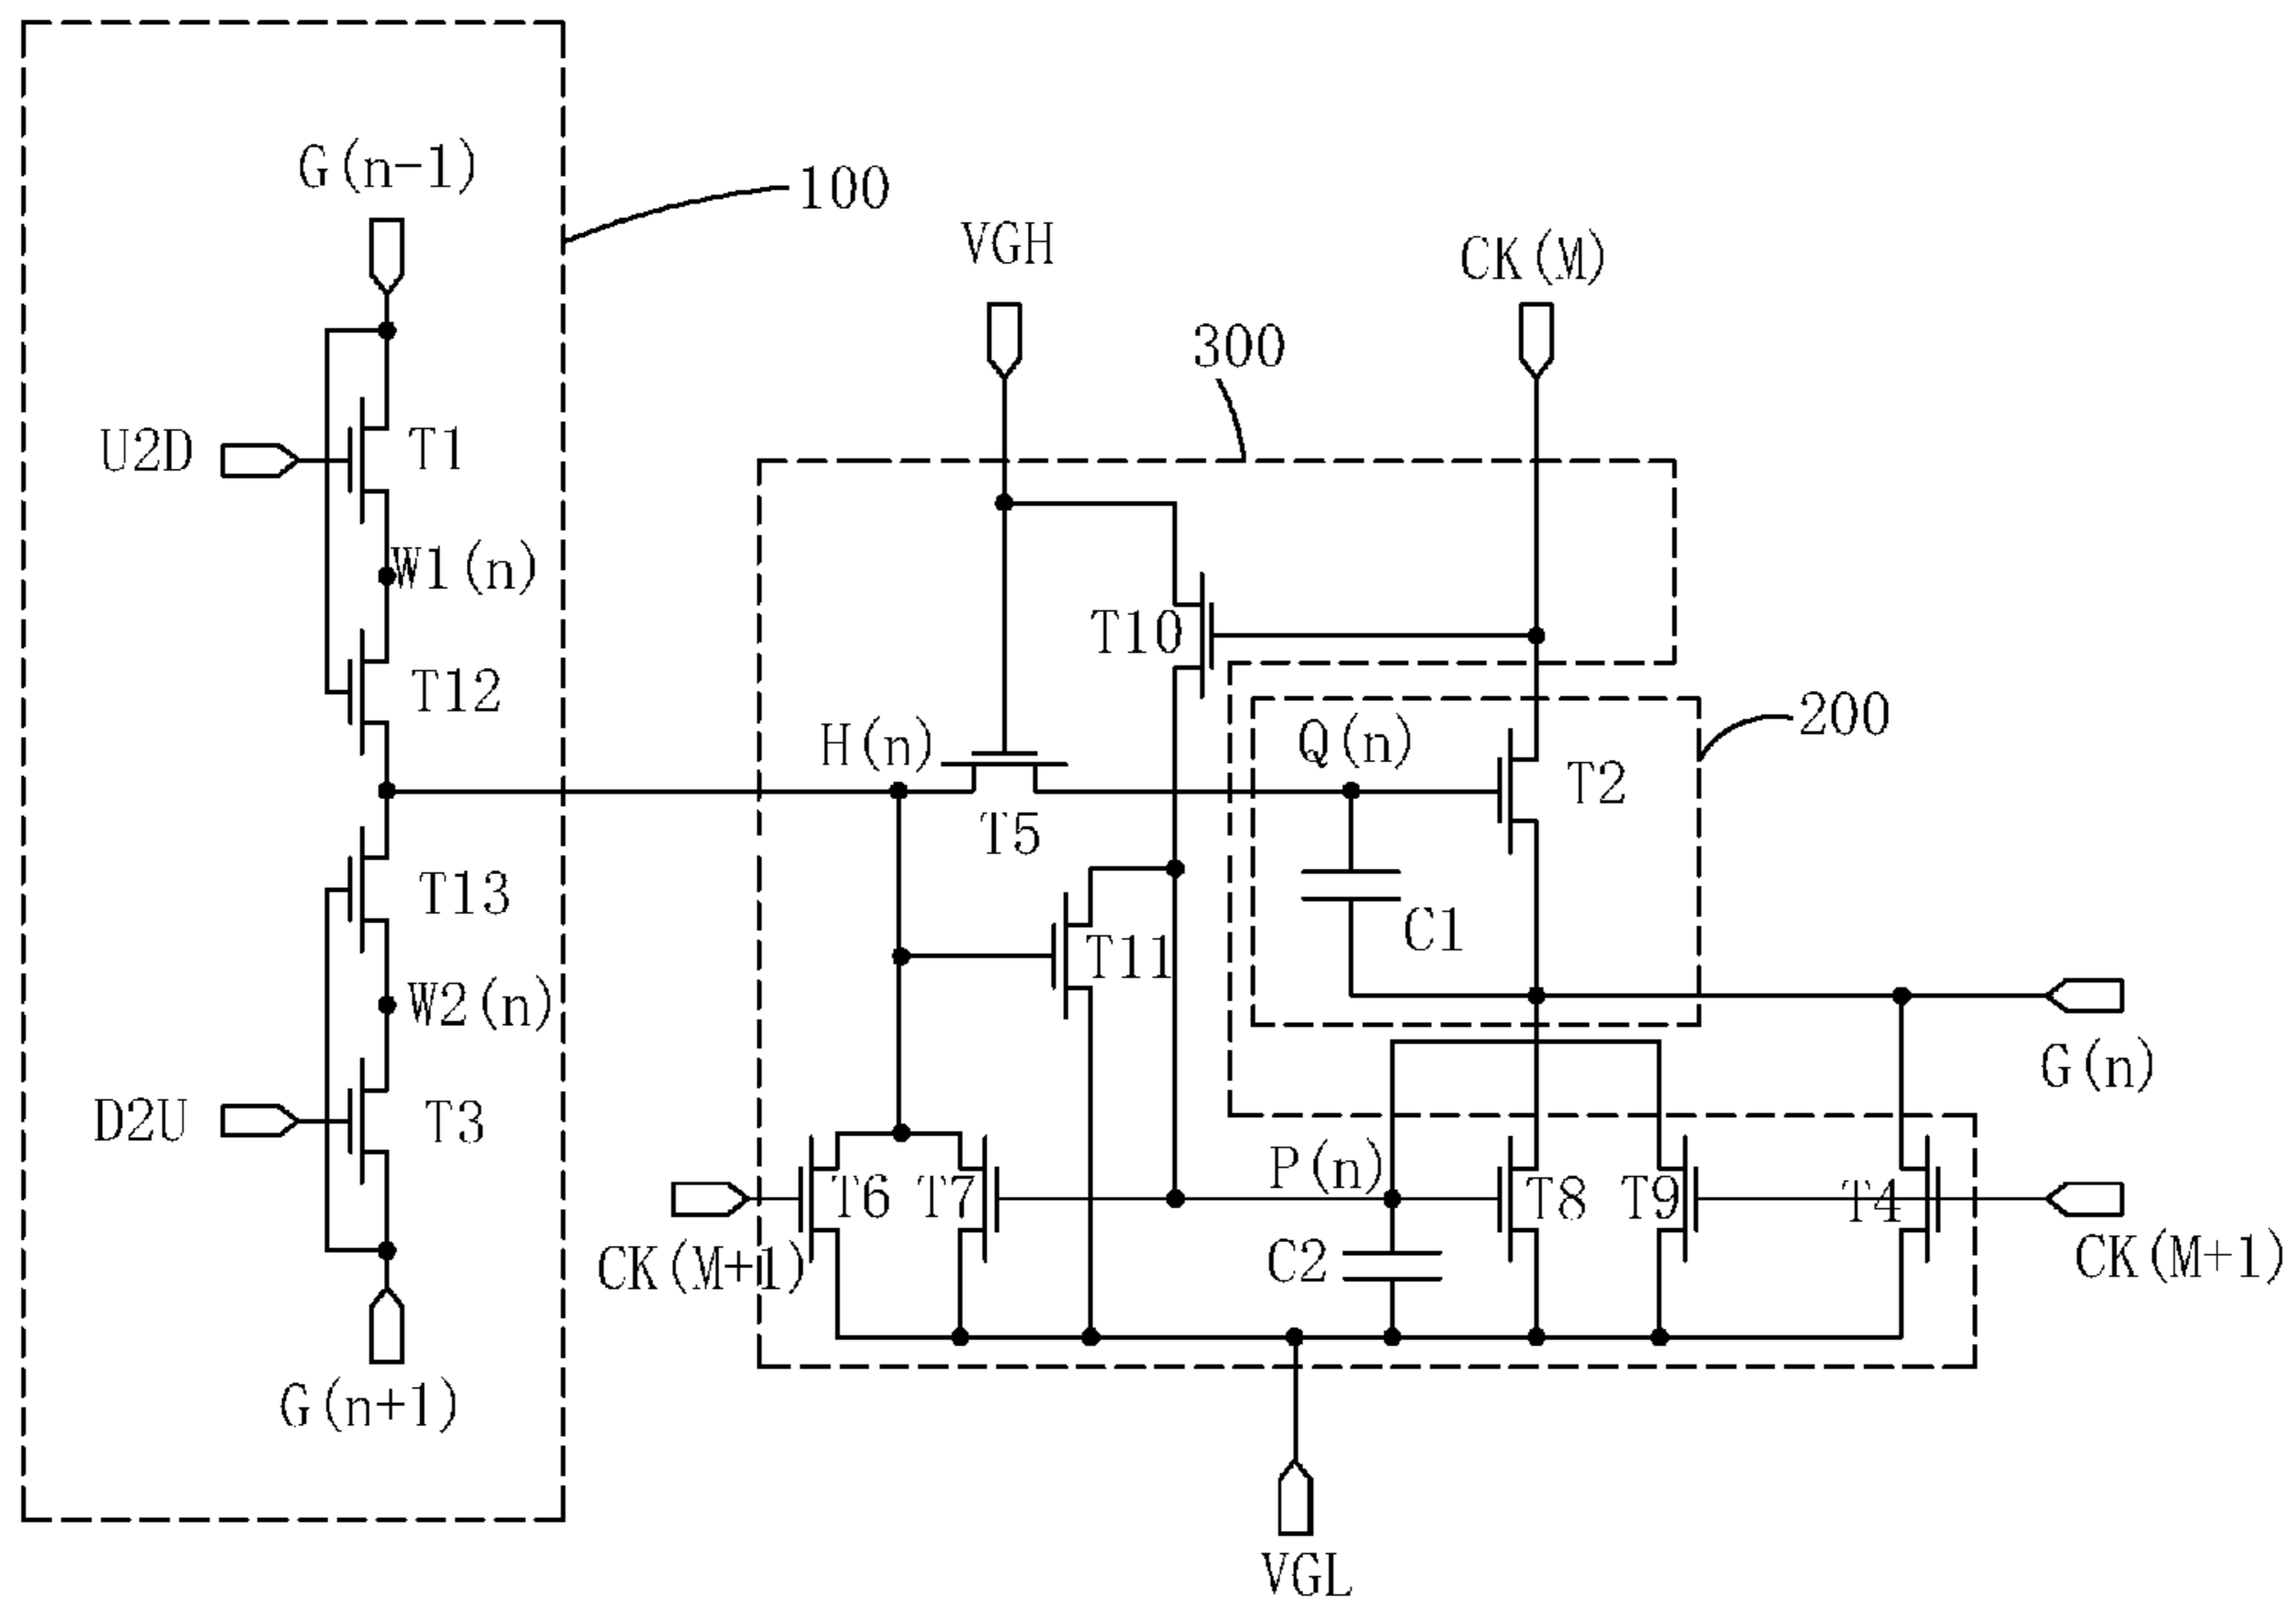 G(n-1)
100
VGH
CK(M)
300
U2D
T1
W1(n)
T10
T12
200
H(n)
Q(n)
T2
T5
T13
C1
T11
W2(n)
G(n)
D2U
T3
P(n)
T6
T7
T8
T9
T4
CK(M+1)
C2
CK(M+1)
G(n+1)
VGL